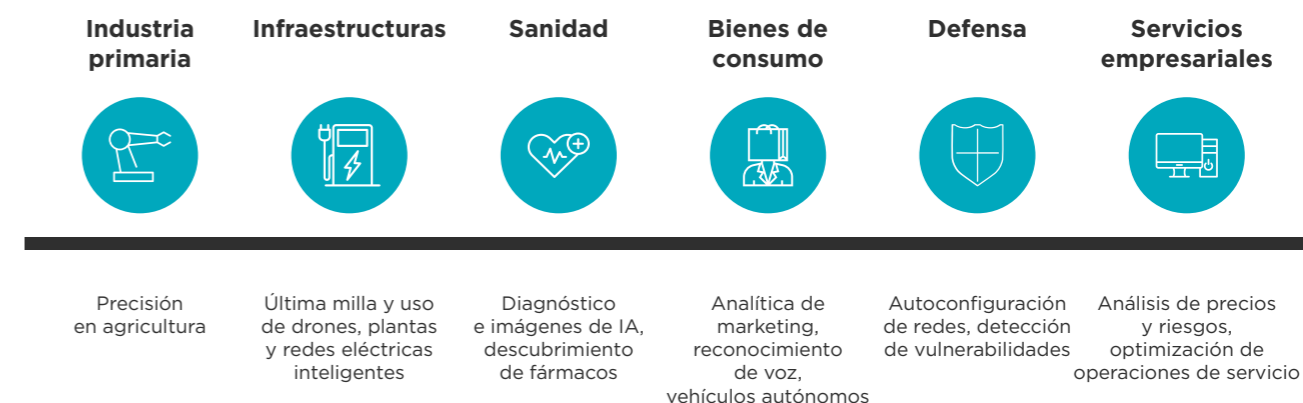 Industria
primaria
Infraestructuras
Sanidad
Bienes de
consumo
Defensa
Servicios
empresariales
Precisión
en agricultura
Última milla y uso
de drones, plantas
y redes eléctricas
inteligentes
Diagnóstico
e imágenes de IA,
descubrimiento
de fármacos
Analítica de
marketing,
reconocimiento
de voz,
vehículos autónomos
Autoconfiguración
de redes, detección
de vulnerabilidades
Análisis de precios
y riesgos,
optimización de
operaciones de servicio